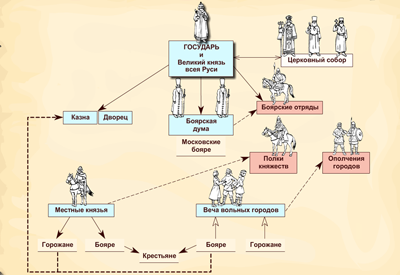 ГОСУДАРЬ
и
Великий князь
всея Руси
Церковный собор
Казна
Дворец
Боярская
дума
Боярские отряды
Московские
бояре
Полки
княжеств
Ополчения
городов
Местные князья
Веча вольных городов
Горожане
Бояре
Крестьяне
Бояре
Горожане